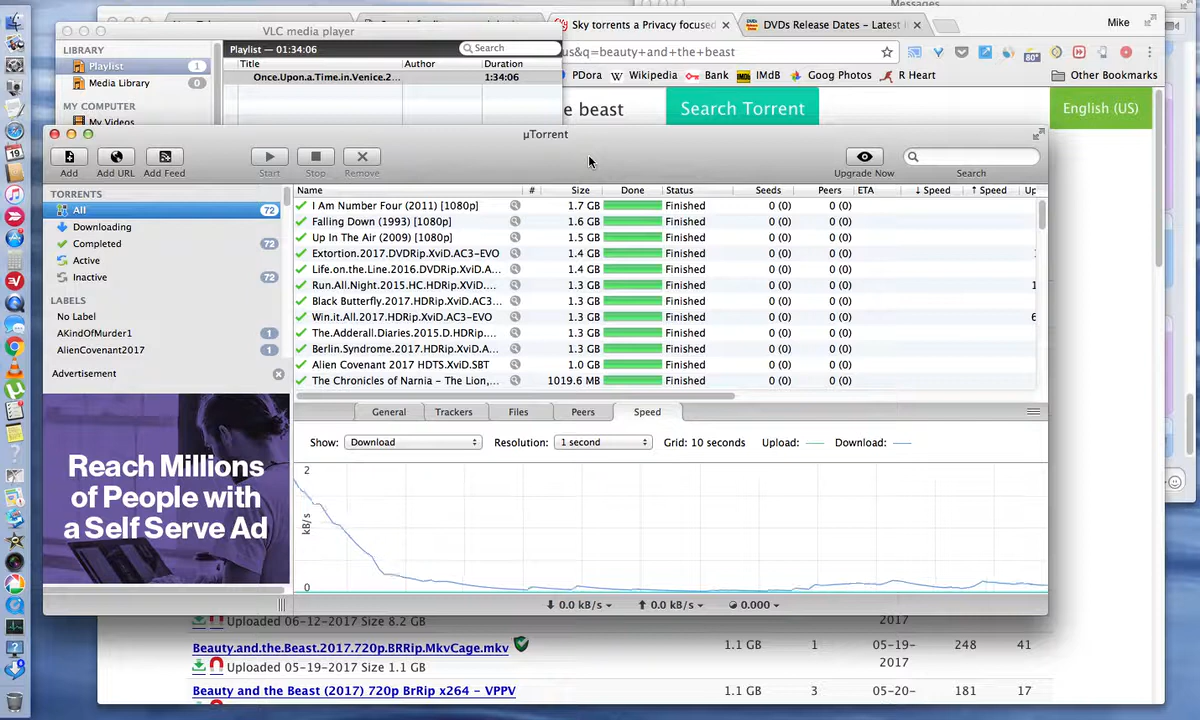 Messages
VLC media player
Sky torrents a Privacy focused
DVDs Release Dates – Latest
Mike
LIBRARY
Playlist — 01:34:06
Search
us&q=beauty+and+the+beast
Playlist 1
Title Author Duration
PDora Wikipedia Bank IMDb Goog Photos R Heart Other Bookmarks
Media Library 0
Once.Upon.a.Time.in.Venice.2... 1:34:06
MY COMPUTER
My Videos
e beast
Search Torrent
English (US)
µTorrent
Add Add URL Add Feed Start Stop Remove Upgrade Now Search
TORRENTS
All 72
Downloading
Completed 72
Active
Inactive 72
LABELS
No Label
AKindOfMurder1 1
AlienCovenant2017 1
Advertisement
Reach Millions
of People with
a Self Serve Ad
Name # Size Done Status Seeds Peers ETA ↓ Speed ↑ Speed Up
I Am Number Four (2011) [1080p] 1.7 GB Finished 0 (0) 0 (0)
Falling Down (1993) [1080p] 1.6 GB Finished 0 (0) 0 (0)
Up In The Air (2009) [1080p] 1.5 GB Finished 0 (0) 0 (0)
Extortion.2017.DVDRip.XviD.AC3-EVO 1.4 GB Finished 0 (0) 0 (0)
Life.on.the.Line.2016.DVDRip.XviD.A... 1.4 GB Finished 0 (0) 0 (0)
Run.All.Night.2015.HC.HDRip.XViD.... 1.3 GB Finished 0 (0) 0 (0) 1
Black Butterfly.2017.HDRip.XviD.AC3... 1.3 GB Finished 0 (0) 0 (0)
Win.it.All.2017.HDRip.XviD.AC3-EVO 1.3 GB Finished 0 (0) 0 (0) 6
The.Adderall.Diaries.2015.D.HDRip.... 1.3 GB Finished 0 (0) 0 (0)
Berlin.Syndrome.2017.HDRip.XviD.A... 1.3 GB Finished 0 (0) 0 (0)
Alien Covenant 2017 HDTS.XviD.SBT 1.0 GB Finished 0 (0) 0 (0)
The Chronicles of Narnia – The Lion,... 1019.6 MB Finished 0 (0) 0 (0)
General Trackers Files Peers Speed
Show: Download Resolution: 1 second Grid: 10 seconds Upload: Download:
2
kB/s
0
↓ 0.0 kB/s ↑ 0.0 kB/s 0.000
Uploaded 06-12-2017 Size 8.2 GB 2017
Beauty.and.the.Beast.2017.720p.BRRip.MkvCage.mkv 1.1 GB 1 05-19-2017 248 41
Uploaded 05-19-2017 Size 1.1 GB
Beauty and the Beast (2017) 720p BrRip x264 – VPPV 1.1 GB 3 05-20- 181 17